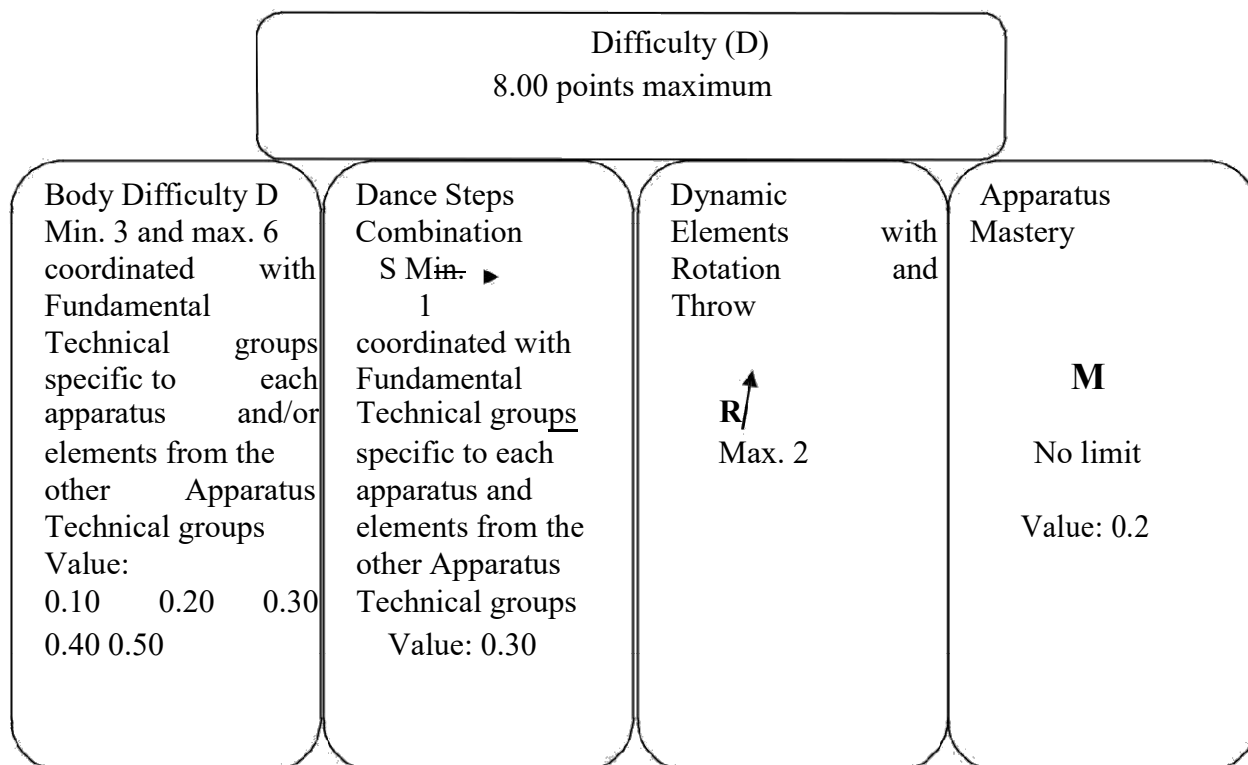 Difficulty (D)
8.00 points maximum
Body Difficulty D
Min. 3 and max. 6
coordinated with
Fundamental
Technical groups
specific to each
apparatus and/or
elements from the
other Apparatus
Technical groups
Value:
0.10 0.20 0.30
0.40 0.50
Dance Steps
Combination
S Min.
1
coordinated with
Fundamental
Technical groups
specific to each
apparatus and
elements from the
other Apparatus
Technical groups
Value: 0.30
Dynamic
Elements with
Rotation and
Throw
R
Max. 2
Apparatus
Mastery
M
No limit
Value: 0.2